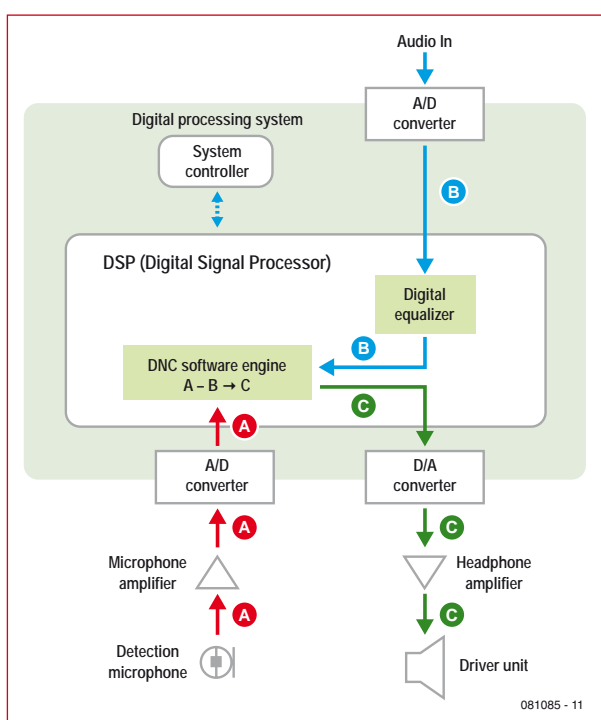 Audio In
A/D
converter
Digital processing system
System
controller
B
DSP (Digital Signal Processor)
Digital
equalizer
B
DNC software engine
A – B → C
C
A
A/D
converter
D/A
converter
A
C
Microphone
amplifier
Headphone
amplifier
A
C
Detection
microphone
Driver unit
081085 - 11